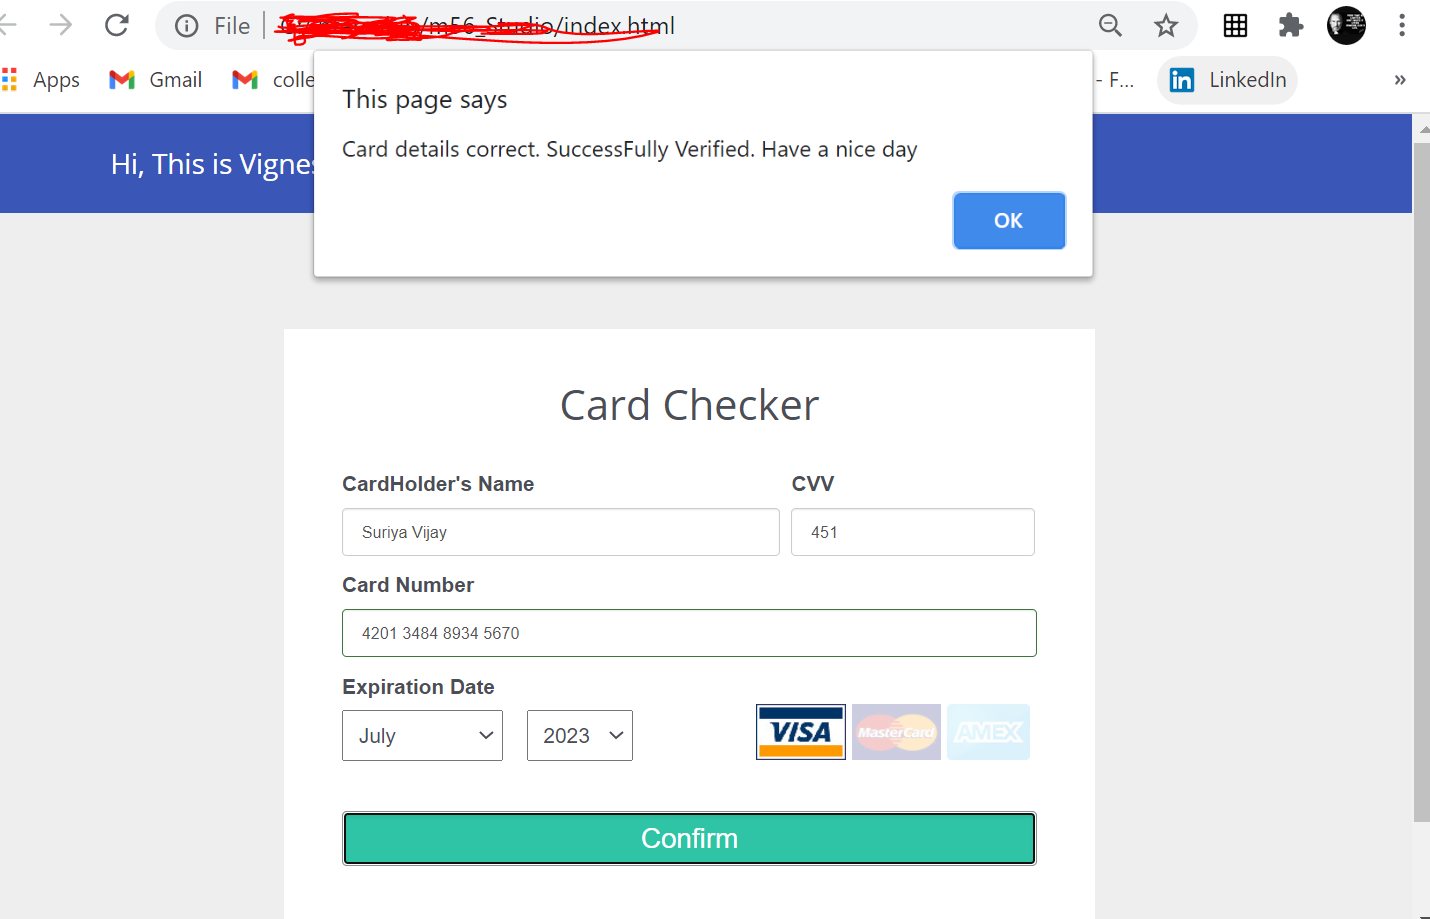 File
/m56_Studio/index.html
Apps
Gmail
colle
- F...
LinkedIn
»
This page says
Card details correct. SuccessFully Verified. Have a nice day
OK
Hi, This is Vignes
Card Checker
CardHolder's Name
CVV
Suriya Vijay
451
Card Number
4201 3484 8934 5670
Expiration Date
July
2023
VISA
MasterCard
AMEX
Confirm